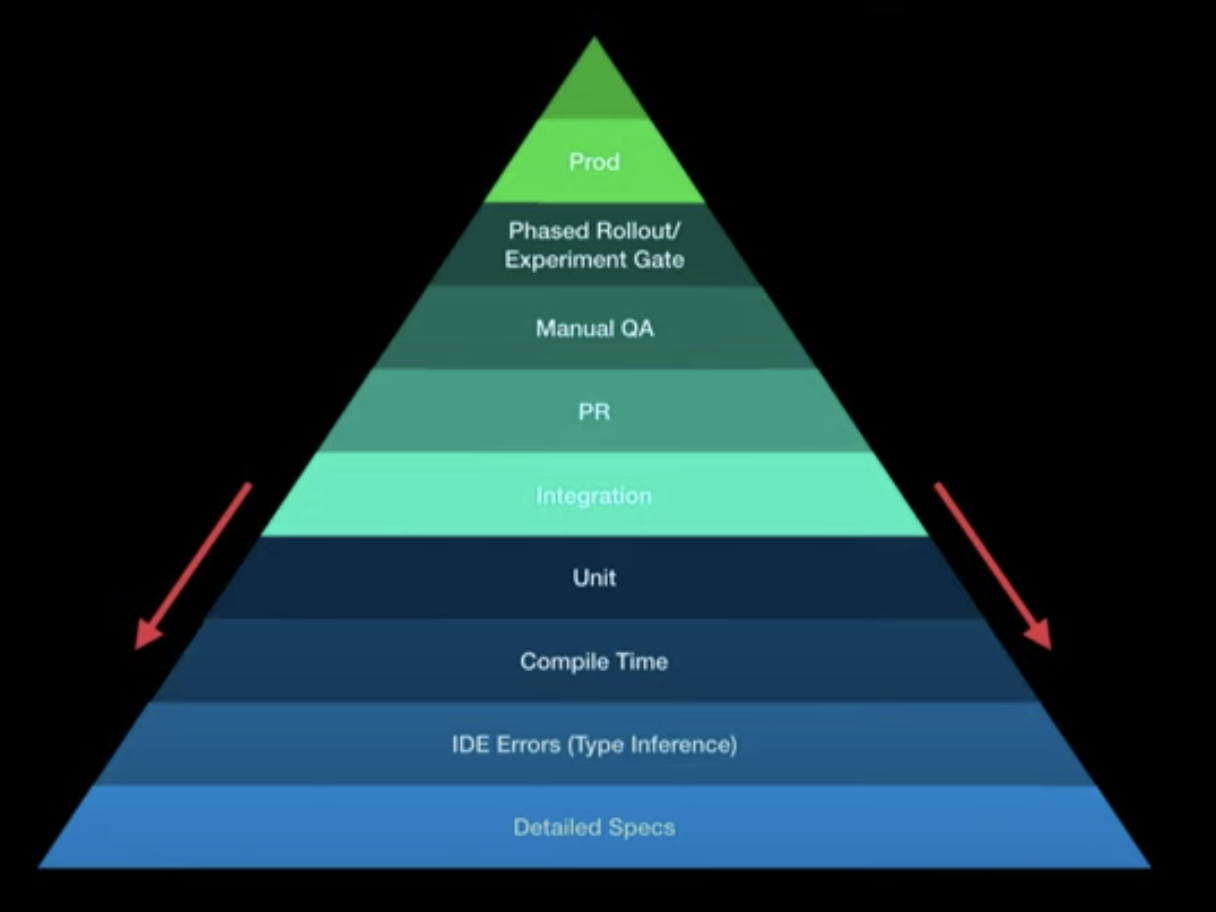 Prod
Phased Rollout/
Experiment Gate
Manual QA
PR
Integration
Unit
Compile Time
IDE Errors (Type Inference)
Detailed Specs